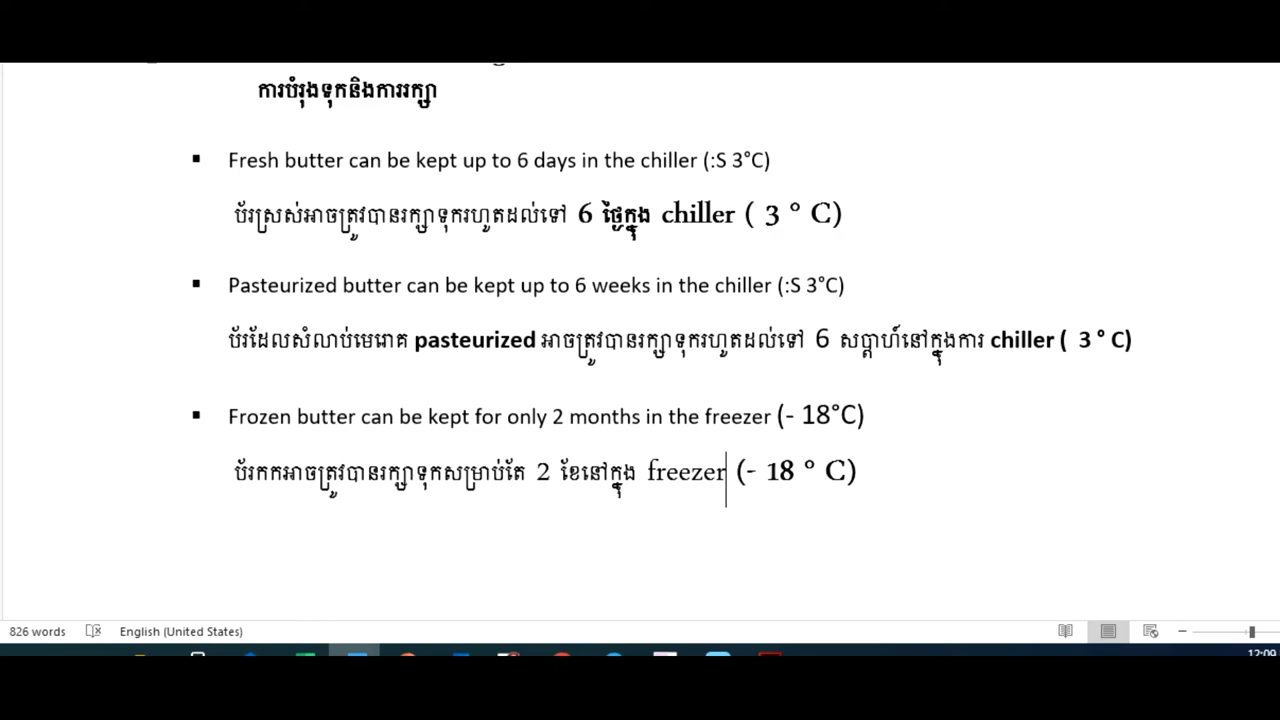 ការបំរុងទុកនិងការរក្សា
▪ Fresh butter can be kept up to 6 days in the chiller (:S 3°C)
ប័រស្រស់អាចត្រូវបានរក្សាទុករហូតដល់ទៅ 6 ថ្ងៃក្នុង chiller ( 3 ° C)
▪ Pasteurized butter can be kept up to 6 weeks in the chiller (:S 3°C)
ប័រដែលសំលាប់មេរោគ pasteurized អាចត្រូវបានរក្សាទុករហូតដល់ទៅ 6 សប្តាហ៍នៅក្នុងការ chiller ( 3 ° C)
▪ Frozen butter can be kept for only 2 months in the freezer (- 18°C)
ប័រកកអាចត្រូវបានរក្សាទុកសម្រាប់តែ 2 ខែនៅក្នុង freezer (- 18 ° C)
826 words English (United States)
12:09